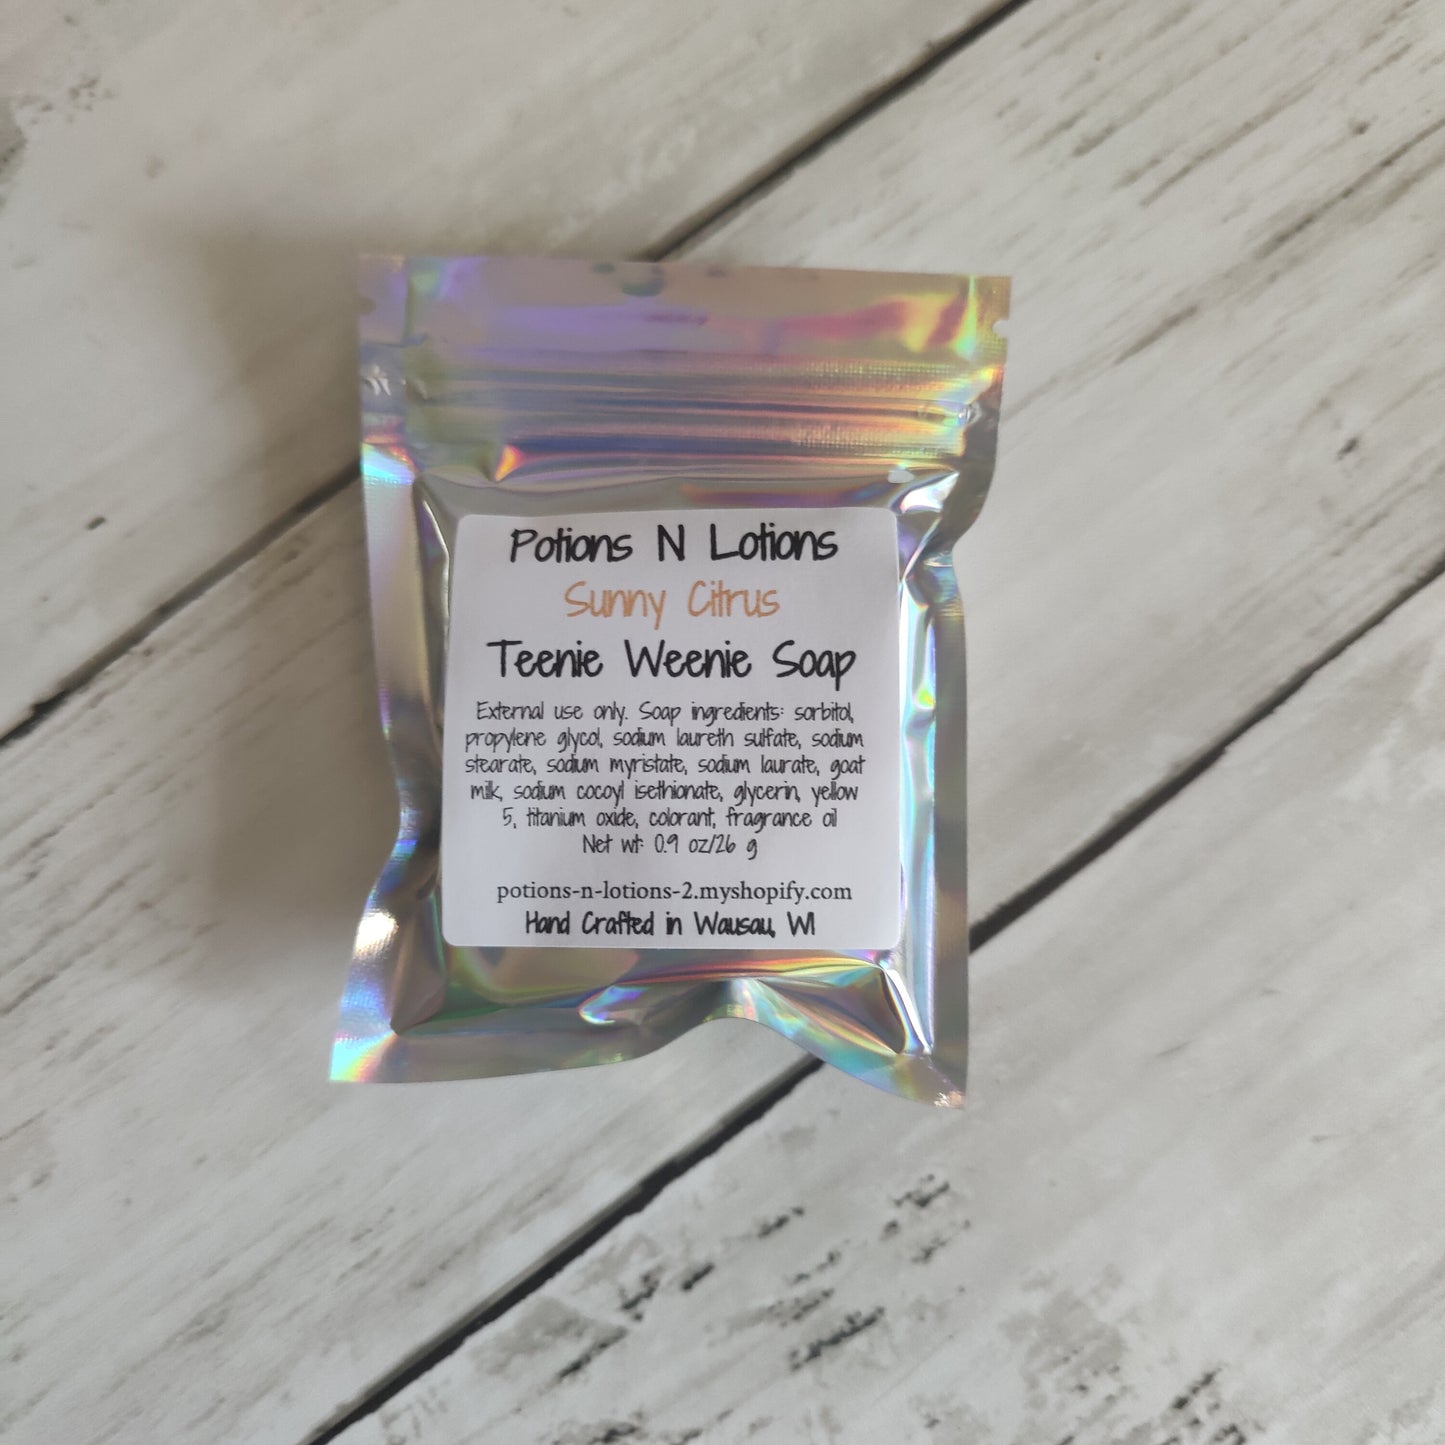 Potions N Lotions
Sunny Citrus
Teenie Weenie Soap
External use only. Soap ingredients: sorbitol,
propylene glycol, sodium laureth sulfate, sodium
stearate, sodium myristate, sodium laurate, goat
milk, sodium cocoyl isethionate, glycerin, yellow
5, titanium oxide, colorant, fragrance oil
Net wt: 0.9 oz/26 g
potions-n-lotions-2.myshopify.com
Hand Crafted in Wausau, WI